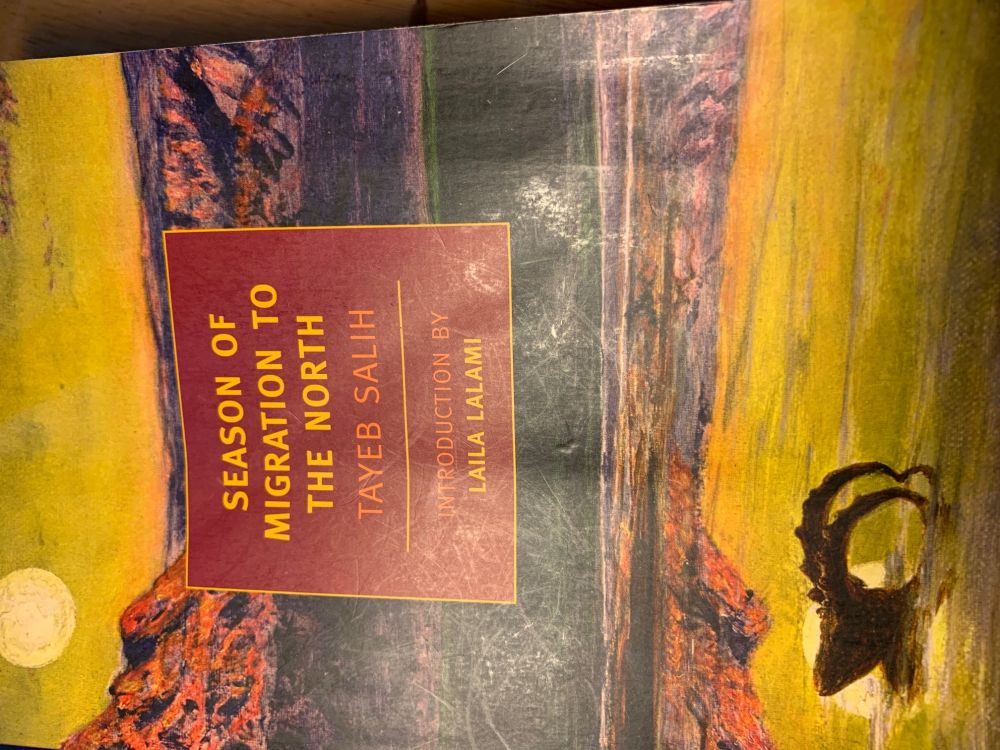 SEASON OF
MIGRATION TO
THE NORTH
TAYEB SALIH
INTRODUCTION BY
LAILA LALAMI